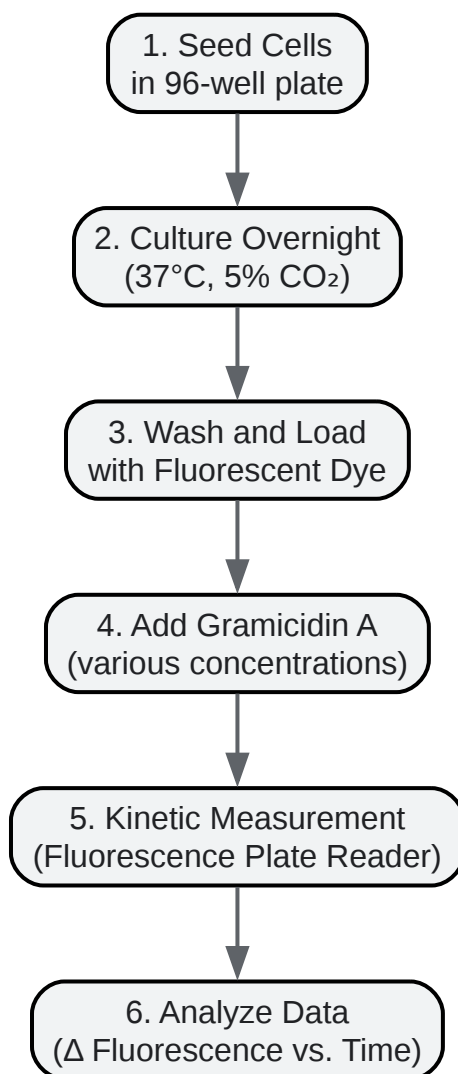 1. Seed Cells
in 96-well plate
2. Culture Overnight
(37°C, 5% CO₂)
3. Wash and Load
with Fluorescent Dye
4. Add Gramicidin A
(various concentrations)
5. Kinetic Measurement
(Fluorescence Plate Reader)
6. Analyze Data
(Δ Fluorescence vs. Time)